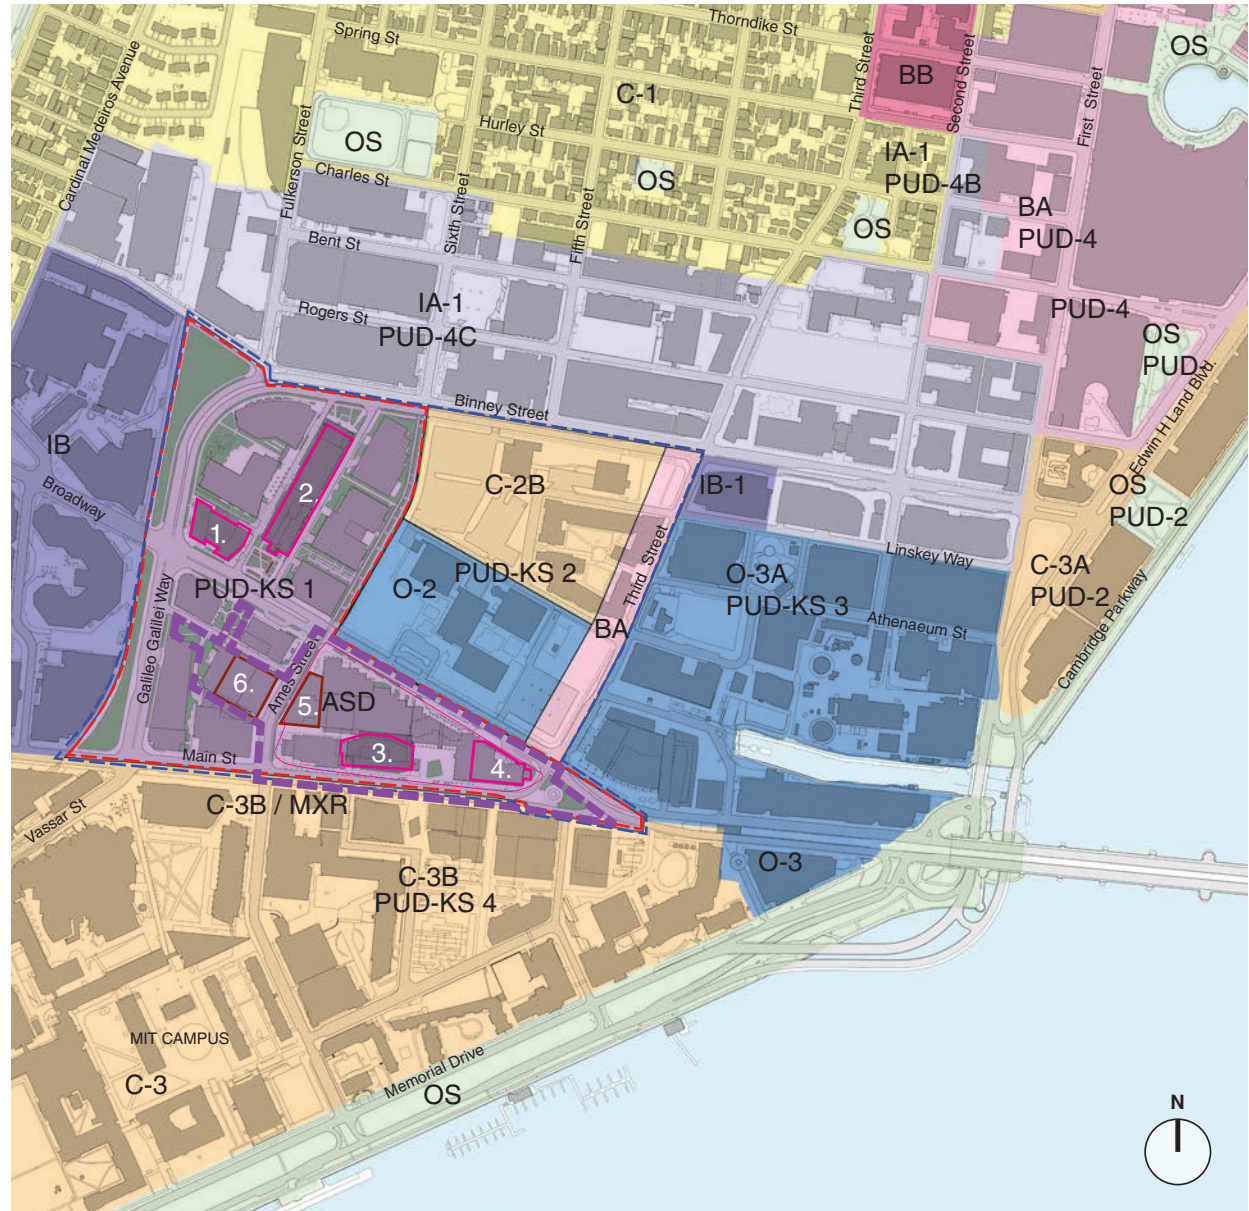 Thorndike St
Spring St
OS
BB
Third Street
Second Street
First Street
Cardinal Medeiros Avenue
C-1
Fulkerson Street
Hurley St
OS
IA-1
PUD-4B
Charles St
OS
BA
PUD-4
OS
Sixth Street
Fifth Street
Bent St
IA-1
PUD-4C
Rogers St
PUD-4
OS
PUD
Edwin H Land Blvd.
Binney Street
IB
Broadway
2.
1.
C-2B
IB-1
OS
PUD-2
Linskey Way
PUD-KS 1
O-2
PUD-KS 2
Third Street
O-3A
PUD-KS 3
C-3A
PUD-2
Athenaeum St
BA
Cambridge Parkway
Galileo Galilei Way
Ames Street
6.
5.
ASD
3.
4.
Main St
C-3B / MXR
Vassar St
C-3B
PUD-KS 4
O-3
MIT CAMPUS
C-3
Memorial Drive
OS
N